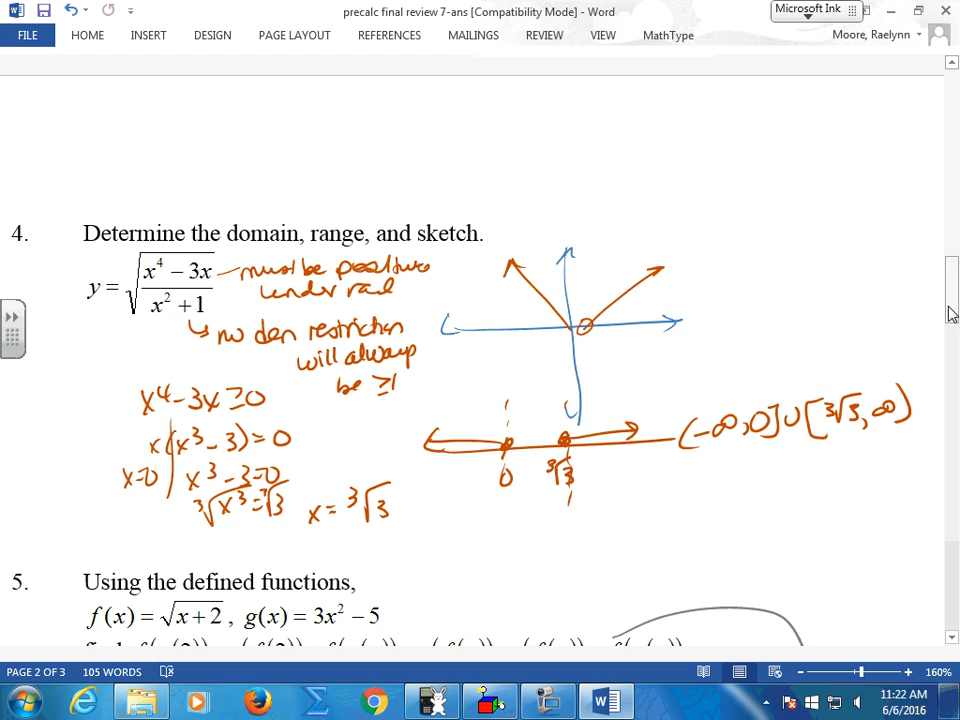 precalc final review 7-ans [Compatibility Mode] - Word
Microsoft Ink
FILE HOME INSERT DESIGN PAGE LAYOUT REFERENCES MAILINGS REVIEW VIEW MathType Moore, Raelynn
4. Determine the domain, range, and sketch.
y = √((x⁴ − 3x)/(x² + 1))
must be positive
under rad
no den restriction
will always
be ≥1
x⁴ - 3x ≥ 0
x(x³ - 3) = 0
x=0 x³ - 3 = 0
∛x³ = ∛3 x = ∛3
0 ∛3
(-∞, 0] ∪ [∛3, ∞)
5. Using the defined functions,
f(x) = √x + 2 , g(x) = 3x² − 5
PAGE 2 OF 3 105 WORDS 160%
11:22 AM
6/6/2016